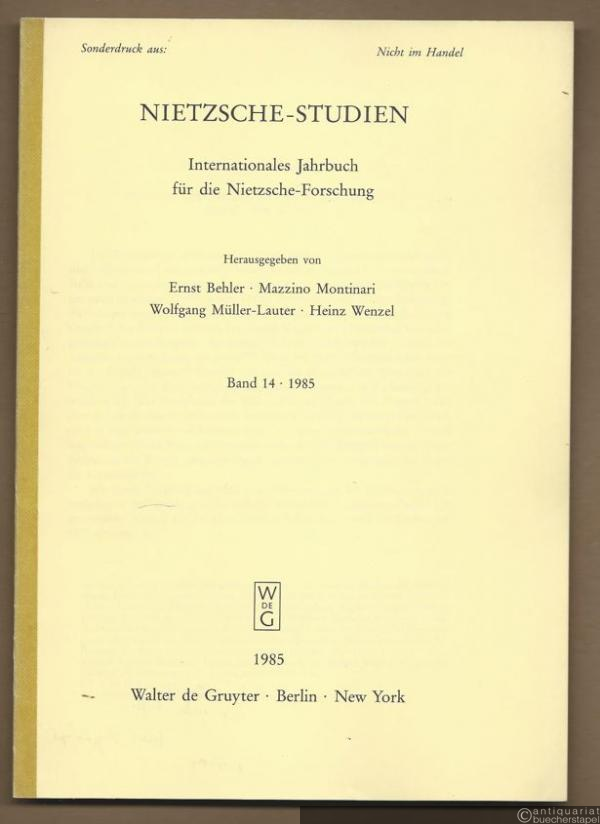 Sonderdruck aus: Nicht im Handel
NIETZSCHE-STUDIEN
Internationales Jahrbuch
für die Nietzsche-Forschung
Herausgegeben von
Ernst Behler · Mazzino Montinari
Wolfgang Müller-Lauter · Heinz Wenzel
Band 14 · 1985
W
DE
G
1985
Walter de Gruyter · Berlin · New York
antiquariat
buecherstapel